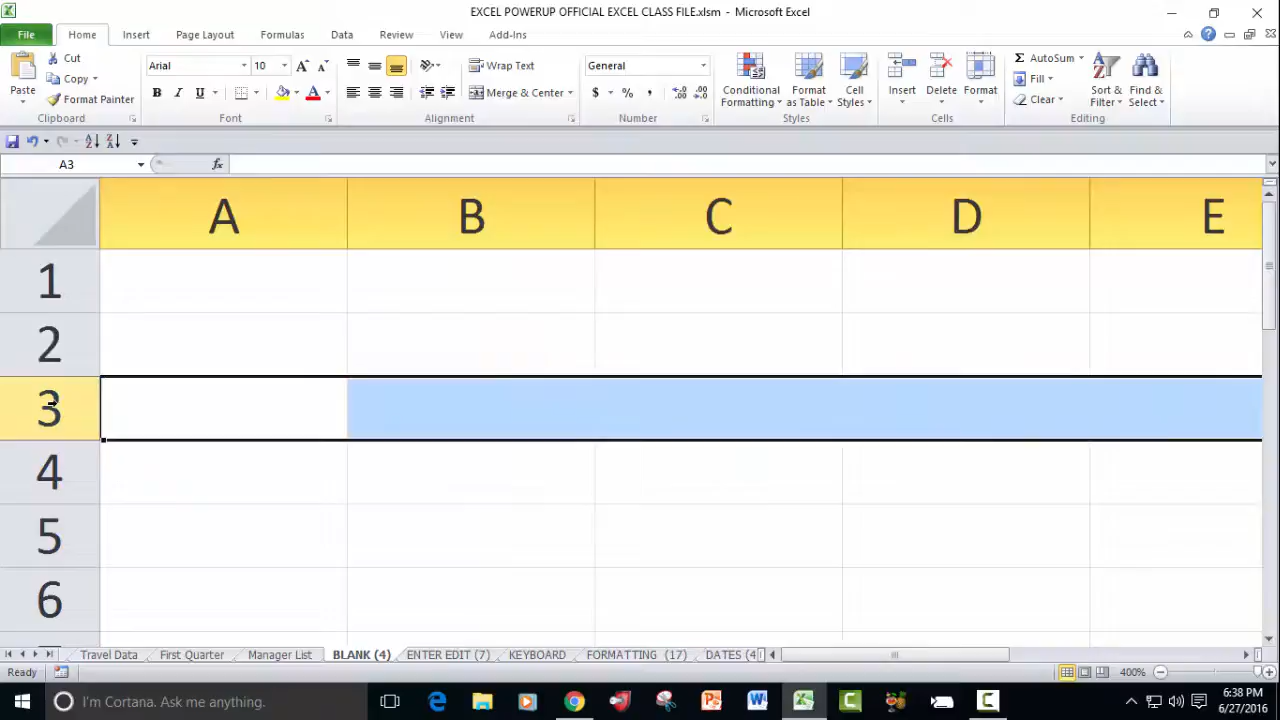 EXCEL POWERUP OFFICIAL EXCEL CLASS FILE.xlsm - Microsoft Excel
File Home Insert Page Layout Formulas Data Review View Add-Ins
Cut
Copy
Format Painter
Paste
Clipboard
Arial 10
B I U A
Font
Wrap Text
Merge & Center
Alignment
General
$ % ,
Number
Conditional Formatting
Format as Table
Cell Styles
Styles
Insert Delete Format
Cells
Σ AutoSum
Fill
Clear
Sort & Filter
Find & Select
Editing
A3 fx
A B C D E
1
2
3
4
5
6
Travel Data First Quarter Manager List BLANK (4) ENTER EDIT (7) KEYBOARD FORMATTING (17) DATES (4
Ready 400%
I'm Cortana. Ask me anything.
6:38 PM
6/27/2016